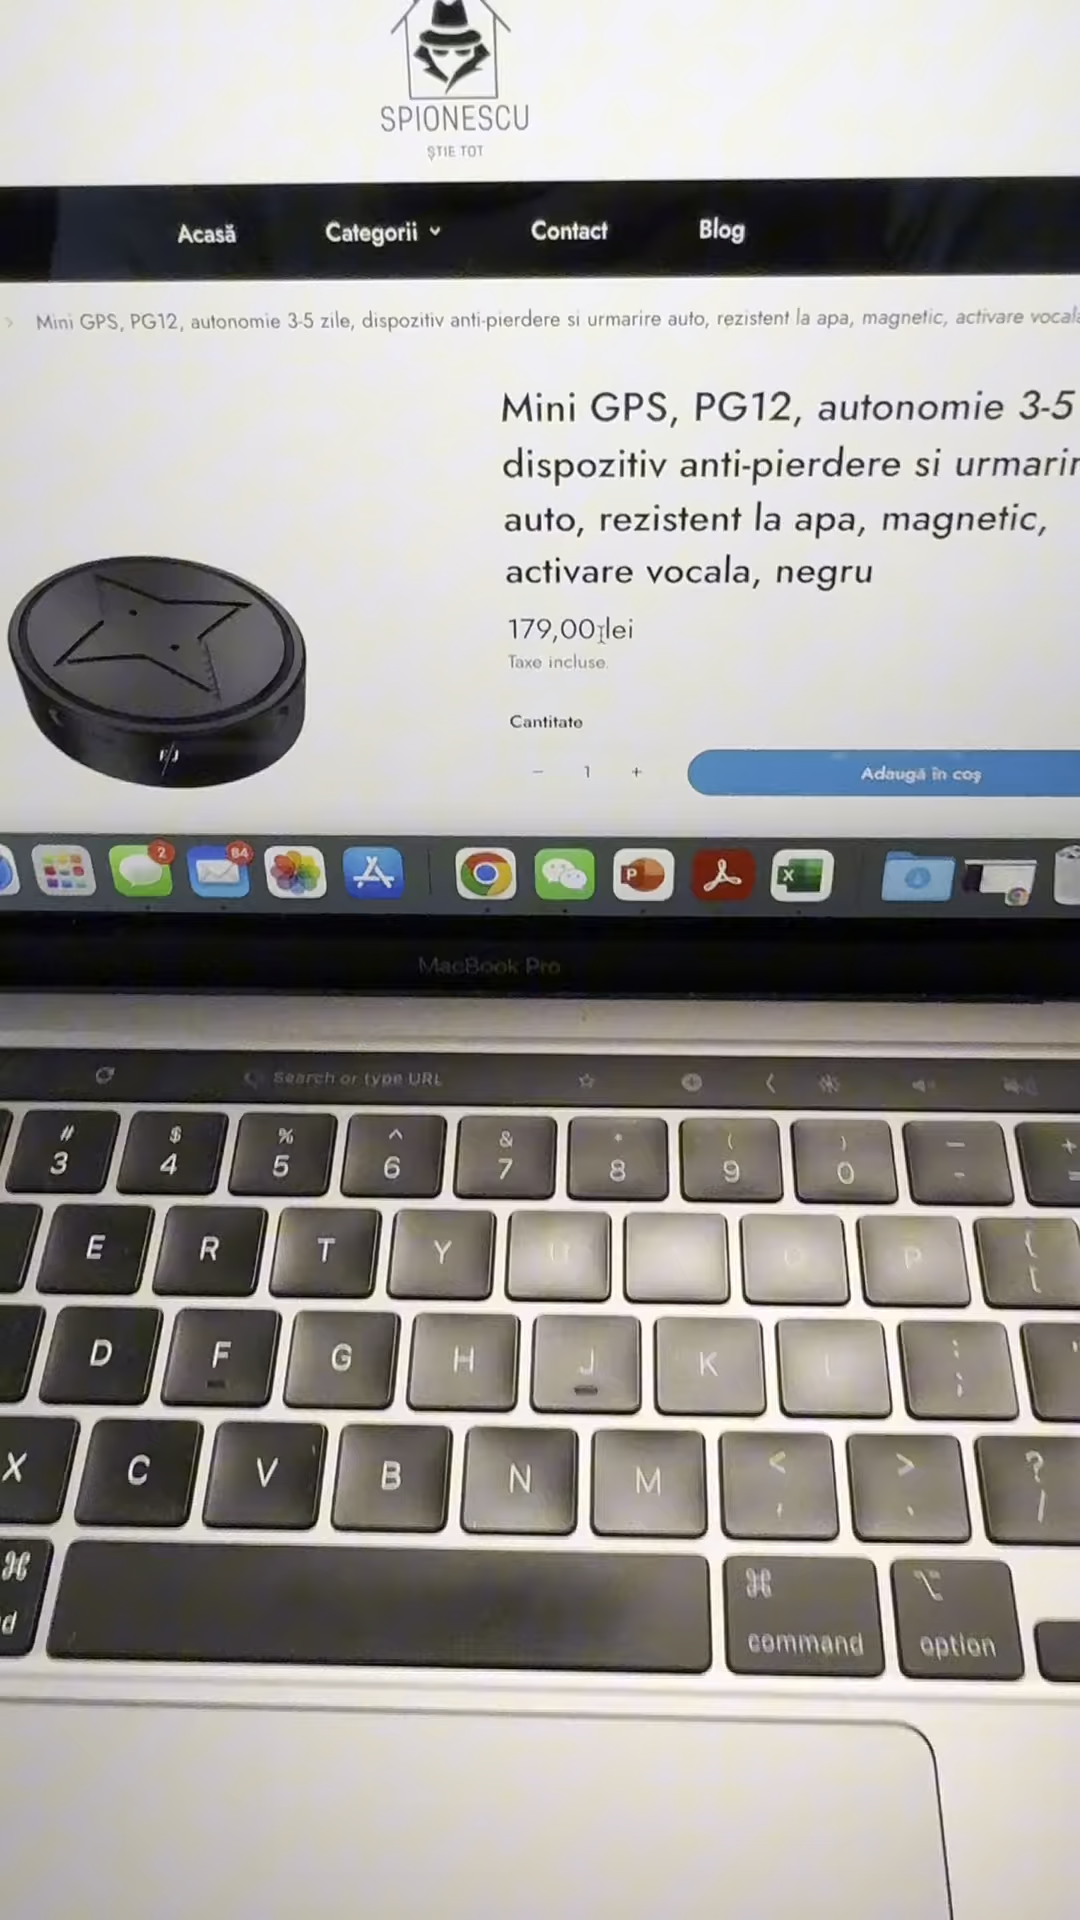 SPIONESCU
ȘTIE TOT
Acasă Categorii Contact Blog
> Mini GPS, PG12, autonomie 3-5 zile, dispozitiv anti-pierdere si urmarire auto, rezistent la apa, magnetic, activare vocala
Mini GPS, PG12, autonomie 3-5
dispozitiv anti-pierdere si urmarir
auto, rezistent la apa, magnetic,
activare vocala, negru
179,00 lei
Taxe incluse.
Cantitate
− 1 + Adaugă în coș
2 84
P X
MacBook Pro
Search or type URL
# $ % ^ & * ( ) — +
3 4 5 6 7 8 9 0 - =
E R T Y U O P {
[
D F G H J K L :
;
X C V B N M < > ?
, . /
⌘ ⌘ ⌥
d command option